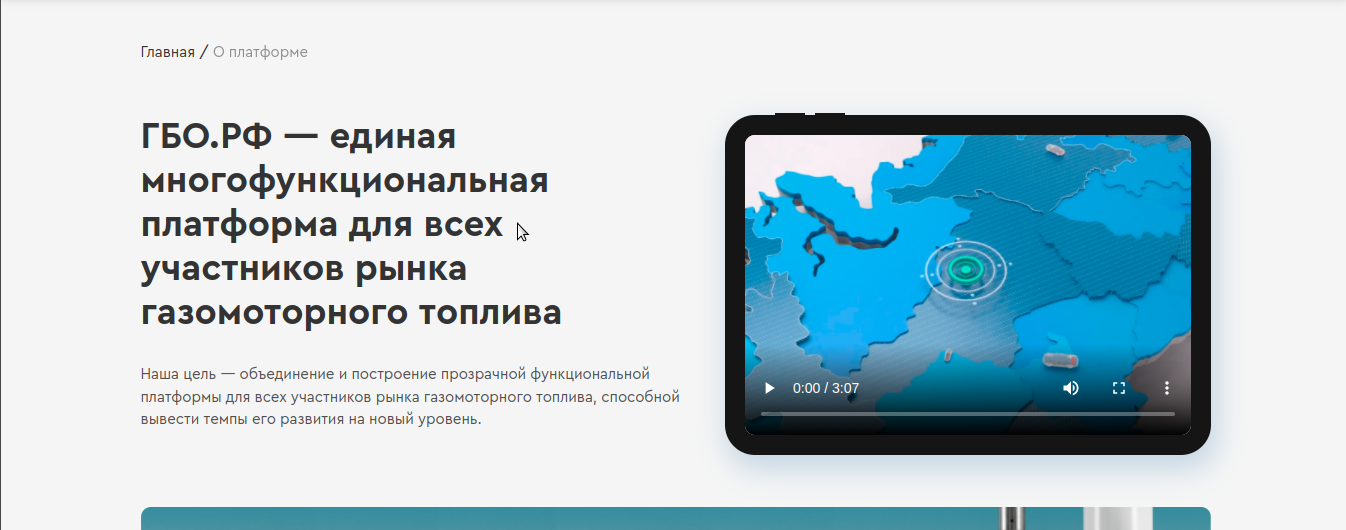 Главная / О платформе
ГБО.РФ — единая
многофункциональная
платформа для всех
участников рынка
газомоторного топлива
Наша цель — объединение и построение прозрачной функциональной
платформы для всех участников рынка газомоторного топлива, способной
вывести темпы его развития на новый уровень.
0:00 / 3:07